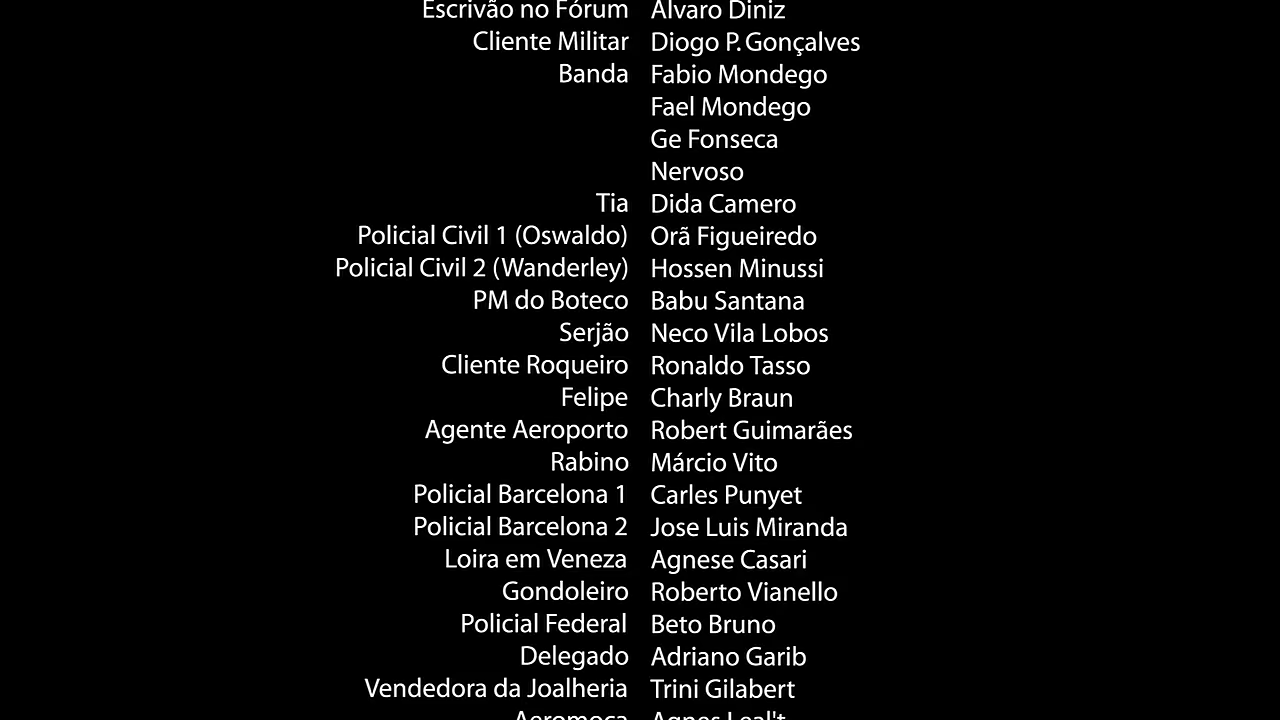 Escrivão no Fórum Alvaro Diniz
Cliente Militar Diogo P. Gonçalves
Banda Fabio Mondego
Fael Mondego
Ge Fonseca
Nervoso
Tia Dida Camero
Policial Civil 1 (Oswaldo) Orã Figueiredo
Policial Civil 2 (Wanderley) Hossen Minussi
PM do Boteco Babu Santana
Serjão Neco Vila Lobos
Cliente Roqueiro Ronaldo Tasso
Felipe Charly Braun
Agente Aeroporto Robert Guimarães
Rabino Márcio Vito
Policial Barcelona 1 Carles Punyet
Policial Barcelona 2 Jose Luis Miranda
Loira em Veneza Agnese Casari
Gondoleiro Roberto Vianello
Policial Federal Beto Bruno
Delegado Adriano Garib
Vendedora da Joalheria Trini Gilabert
Aeromoça Agnes Leal't